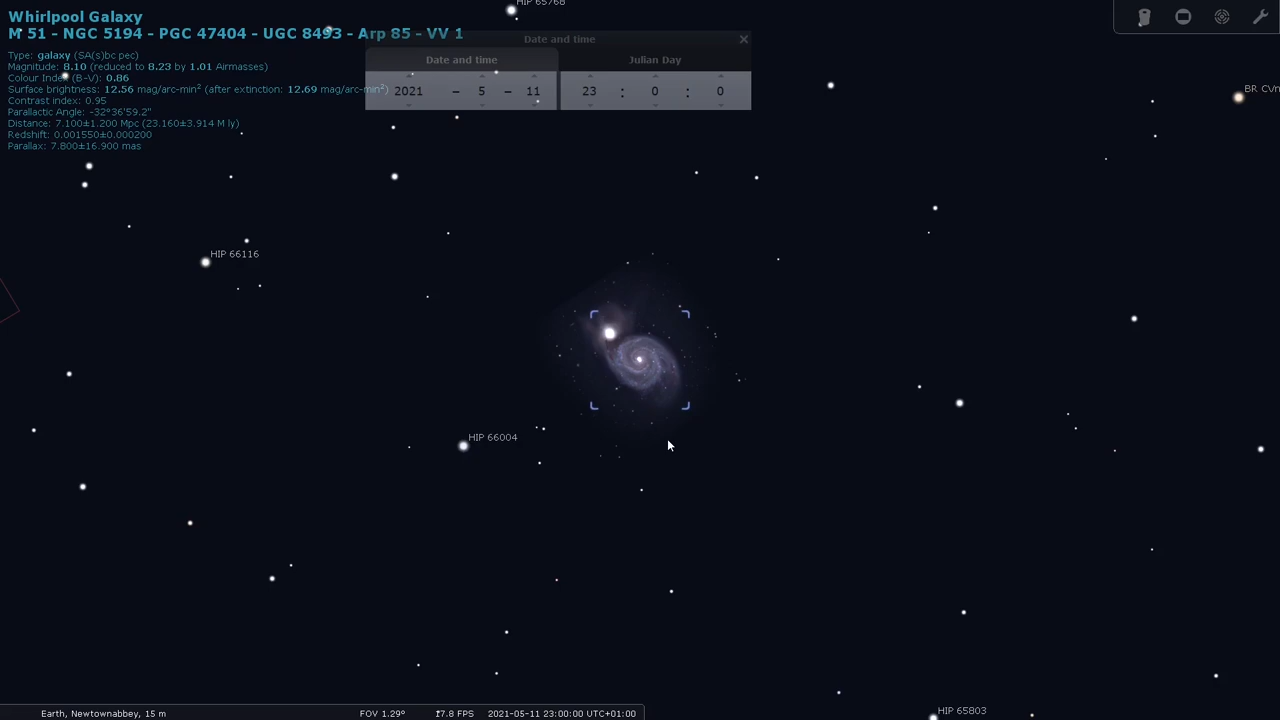 HIP 65768
Whirlpool Galaxy
M 51 - NGC 5194 - PGC 47404 - UGC 8493 - Arp 85 - VV 1
Date and time
Type: galaxy (SA(s)bc pec)
Magnitude: 8.10 (reduced to 8.23 by 1.01 Airmasses)
Colour Index (B-V): 0.86
Surface brightness: 12.56 mag/arc-min² (after extinction: 12.69 mag/arc-min²)
Contrast index: 0.95
Parallactic Angle: -32°36'59.2"
Distance: 7.100±1.200 Mpc (23.160±3.914 M ly)
Redshift: 0.001550±0.000200
Parallax: 7.800±16.900 mas
Date and time
Julian Day
2021 - 5 - 11
23 : 0 : 0
BR CVn
HIP 66116
HIP 66004
HIP 65803
Earth, Newtownabbey, 15 m
FOV 1.29°
17.8 FPS
2021-05-11 23:00:00 UTC+01:00